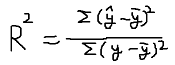 R² = Σ(ŷ-ȳ)² / Σ(y-ȳ)²